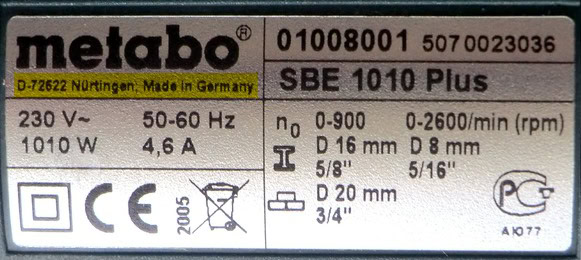 metabo®
D-72622 Nürtingen, Made in Germany
01008001 5070023036
SBE 1010 Plus
230 V~ 50-60 Hz
1010 W 4,6 A
n0 0-900 0-2600/min (rpm)
D 16 mm D 8 mm
5/8" 5/16"
D 20 mm
3/4"
CE
2005
РСТ
АЮ77